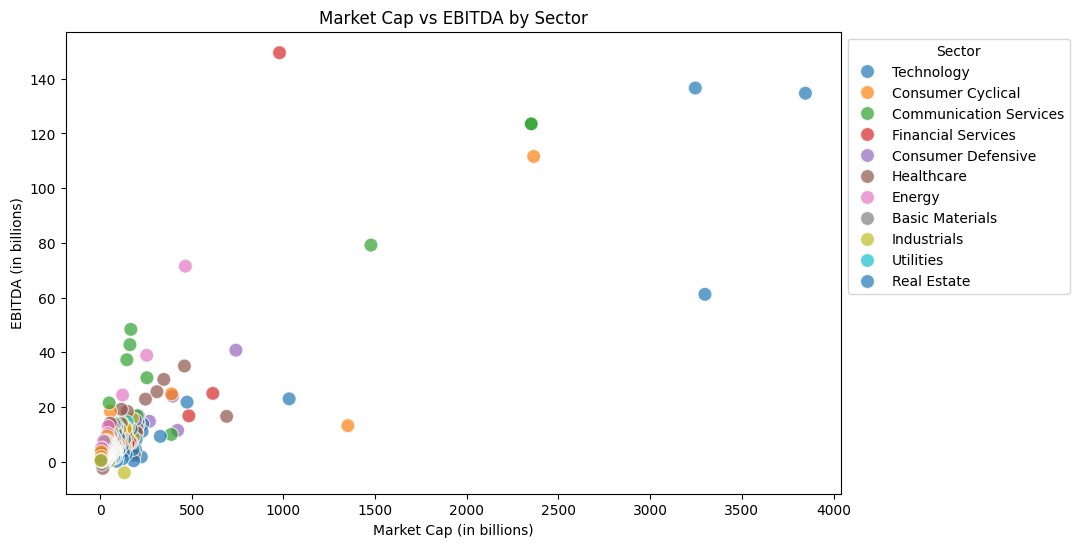 Market Cap vs EBITDA by Sector
EBITDA (in billions)
140
120
100
80
60
40
20
0
0 500 1000 1500 2000 2500 3000 3500 4000
Market Cap (in billions)
Sector
Technology
Consumer Cyclical
Communication Services
Financial Services
Consumer Defensive
Healthcare
Energy
Basic Materials
Industrials
Utilities
Real Estate